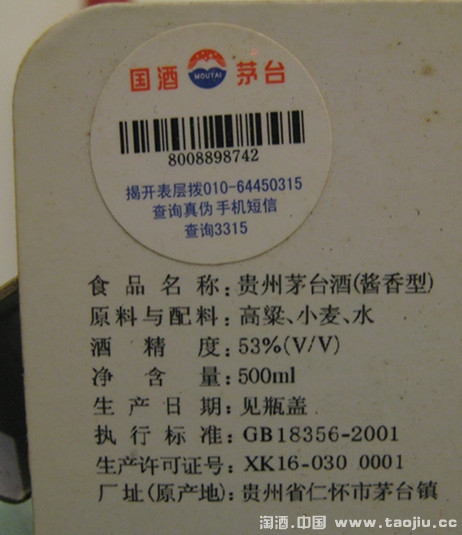 国酒 MOUTAI 茅台
8008898742
揭开表层拨010-64450315
查询真伪 手机短信
查询3315
食品名称:贵州茅台酒(酱香型)
原料与配料:高粱、小麦、水
酒精度:53%(V/V)
净含量:500ml
生产日期:见瓶盖
执行标准:GB18356-2001
生产许可证号:XK16-030 0001
厂址(原产地):贵州省仁怀市茅台镇
淘酒.中国 www.taojiu.cc